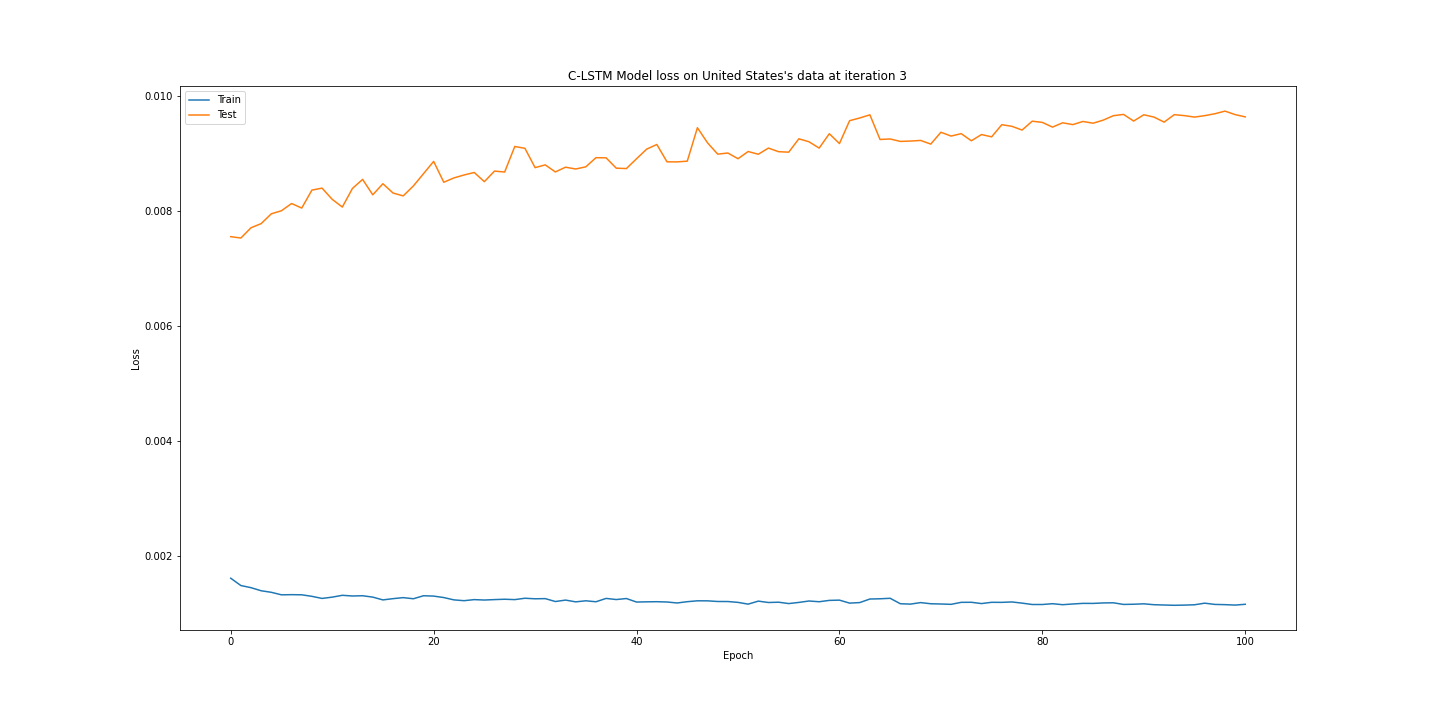 C-LSTM Model loss on United States's data at iteration 3
Train
Test
0.010
0.008
0.006
0.004
0.002
Loss
0 20 40 60 80 100
Epoch